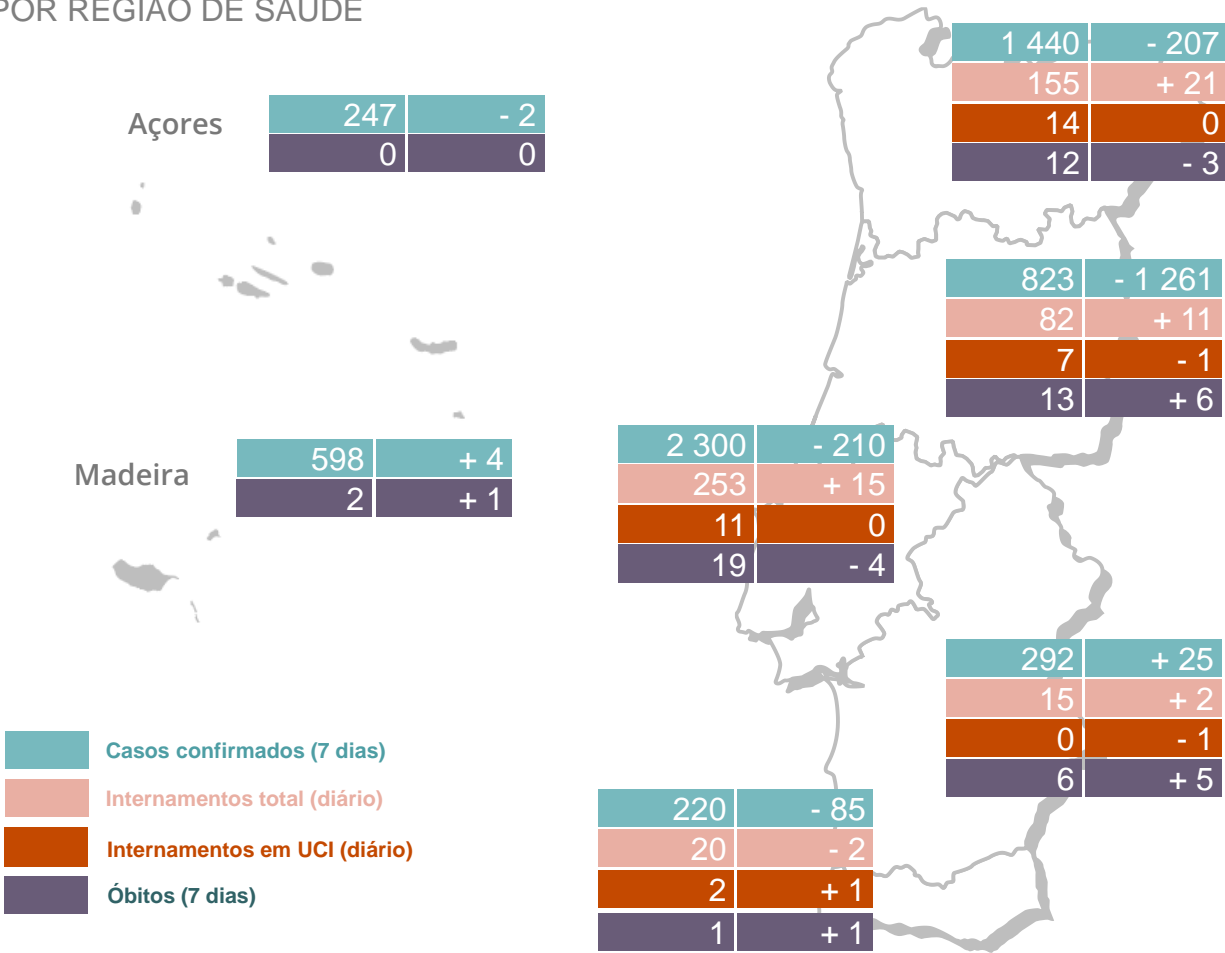 POR REGIÃO DE SAÚDE
1 440 - 207
155 + 21
14 0
12 - 3
Açores
247 - 2
0 0
823 - 1 261
82 + 11
7 - 1
13 + 6
Madeira
598 + 4
2 + 1
2 300 - 210
253 + 15
11 0
19 - 4
292 + 25
15 + 2
0 - 1
6 + 5
Casos confirmados (7 dias)
Internamentos total (diário)
Internamentos em UCI (diário)
Óbitos (7 dias)
220 - 85
20 - 2
2 + 1
1 + 1